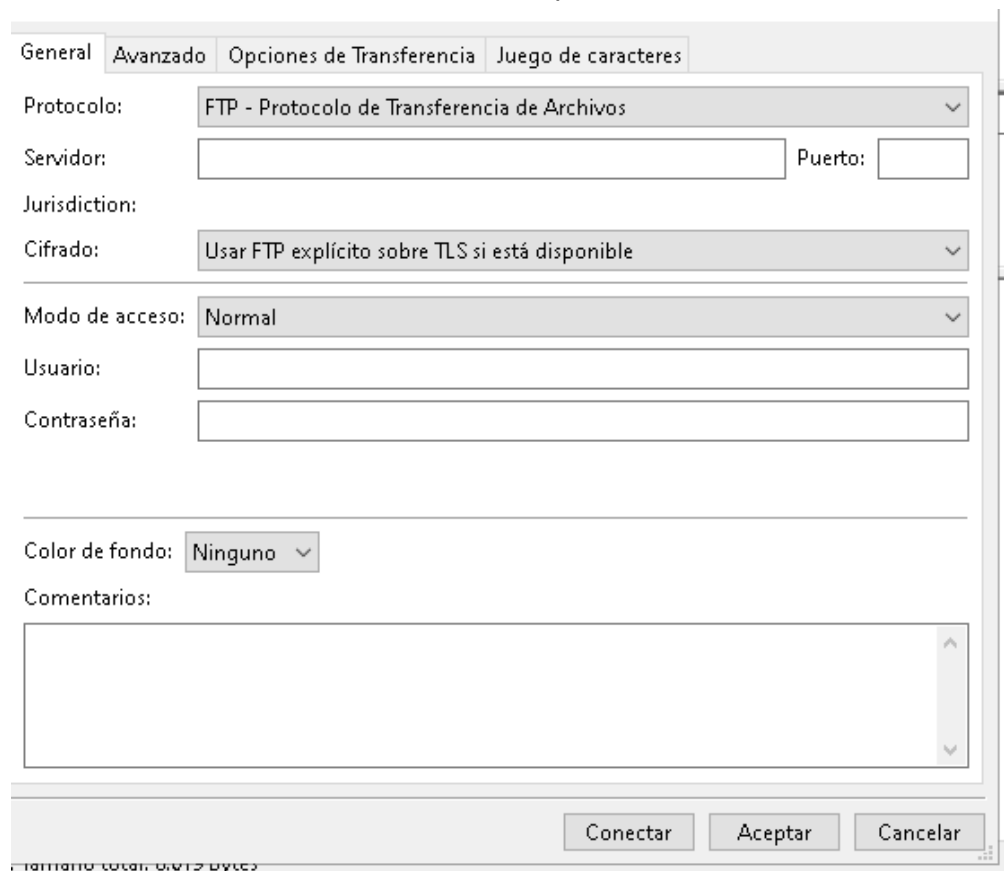 General Avanzado Opciones de Transferencia Juego de caracteres
Protocolo: FTP - Protocolo de Transferencia de Archivos
Servidor: Puerto:
Jurisdiction:
Cifrado: Usar FTP explícito sobre TLS si está disponible
Modo de acceso: Normal
Usuario:
Contraseña:
Color de fondo: Ninguno
Comentarios:
Conectar Aceptar Cancelar